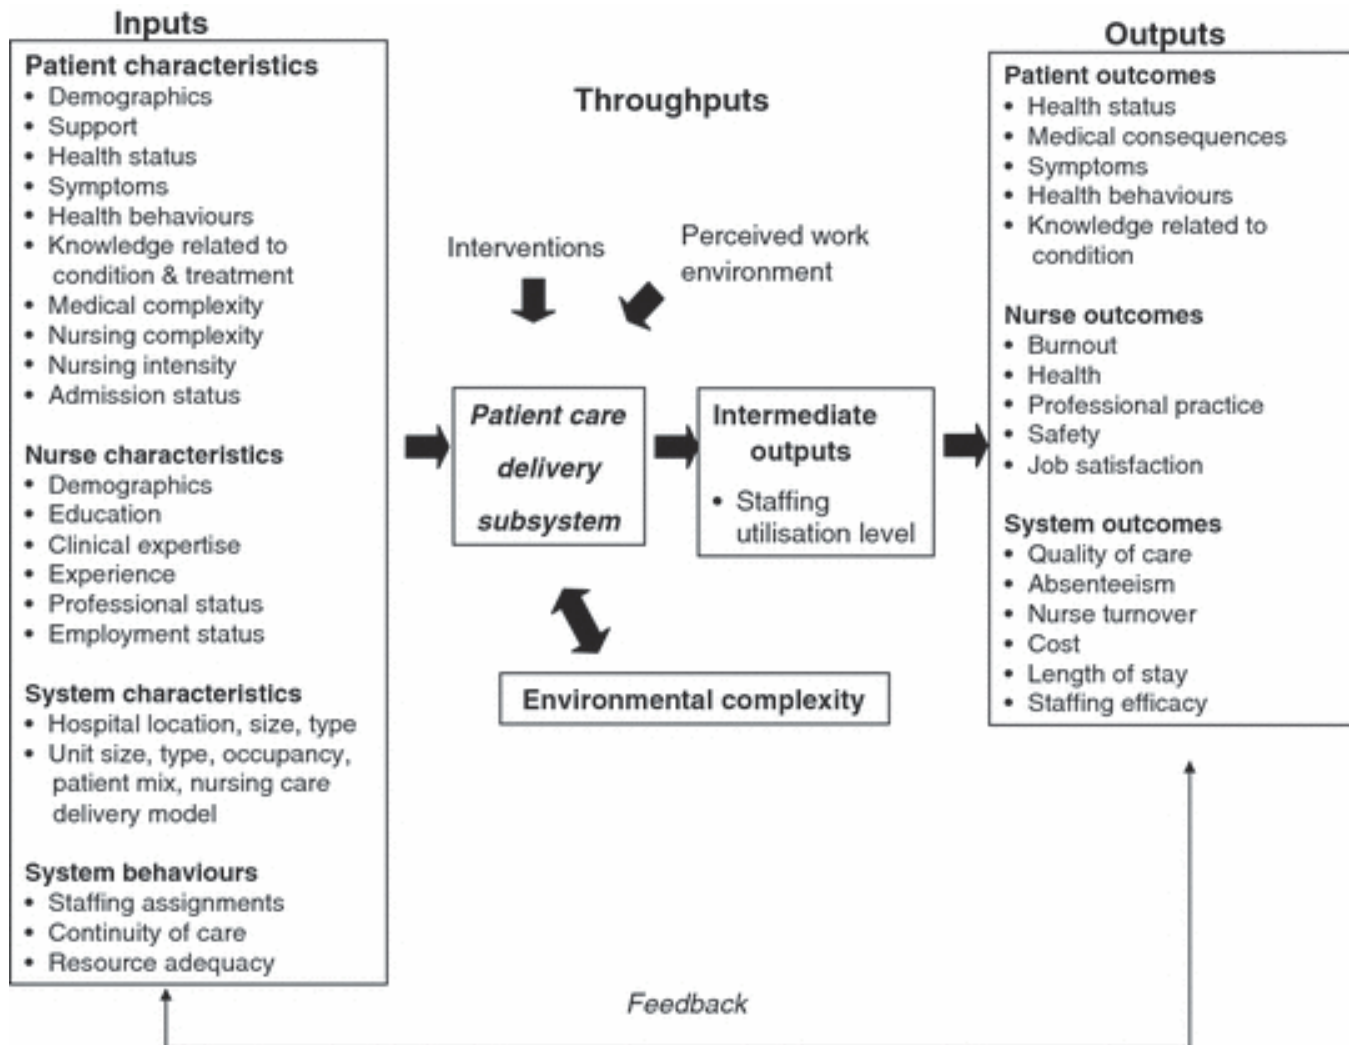 Inputs
Patient characteristics
• Demographics
• Support
• Health status
• Symptoms
• Health behaviours
• Knowledge related to
condition & treatment
• Medical complexity
• Nursing complexity
• Nursing intensity
• Admission status
Nurse characteristics
• Demographics
• Education
• Clinical expertise
• Experience
• Professional status
• Employment status
System characteristics
• Hospital location, size, type
• Unit size, type, occupancy,
patient mix, nursing care
delivery model
System behaviours
• Staffing assignments
• Continuity of care
• Resource adequacy
Throughputs
Interventions
Perceived work
environment
Patient care
delivery
subsystem
Intermediate
outputs
• Staffing
utilisation level
Environmental complexity
Outputs
Patient outcomes
• Health status
• Medical consequences
• Symptoms
• Health behaviours
• Knowledge related to
condition
Nurse outcomes
• Burnout
• Health
• Professional practice
• Safety
• Job satisfaction
System outcomes
• Quality of care
• Absenteeism
• Nurse turnover
• Cost
• Length of stay
• Staffing efficacy
Feedback